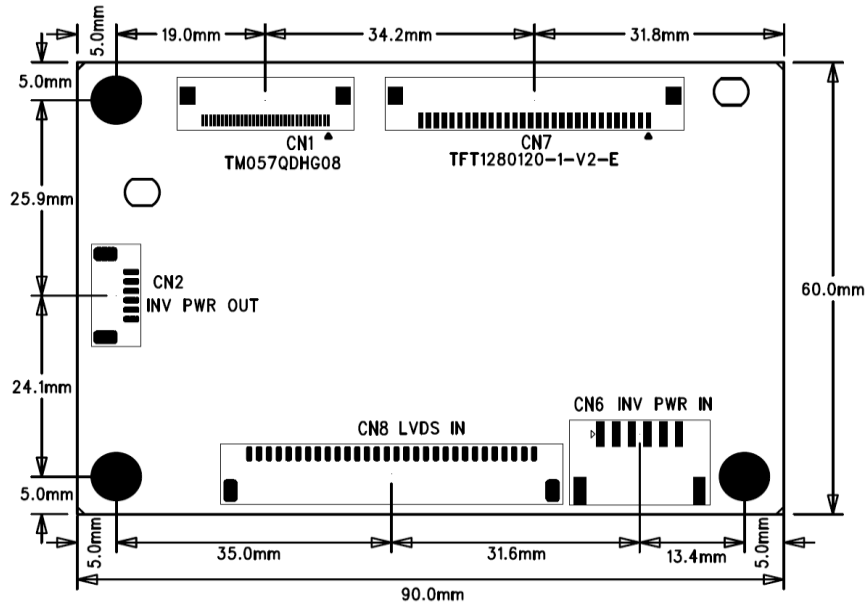 5.0mm
19.0mm
34.2mm
31.8mm
5.0mm
CN1
TM057QDHG08
CN7
TFT1280120-1-V2-E
25.9mm
CN2
INV PWR OUT
60.0mm
24.1mm
CN8 LVDS IN
CN6 INV PWR IN
5.0mm
5.0mm
35.0mm
31.6mm
13.4mm
5.0mm
90.0mm